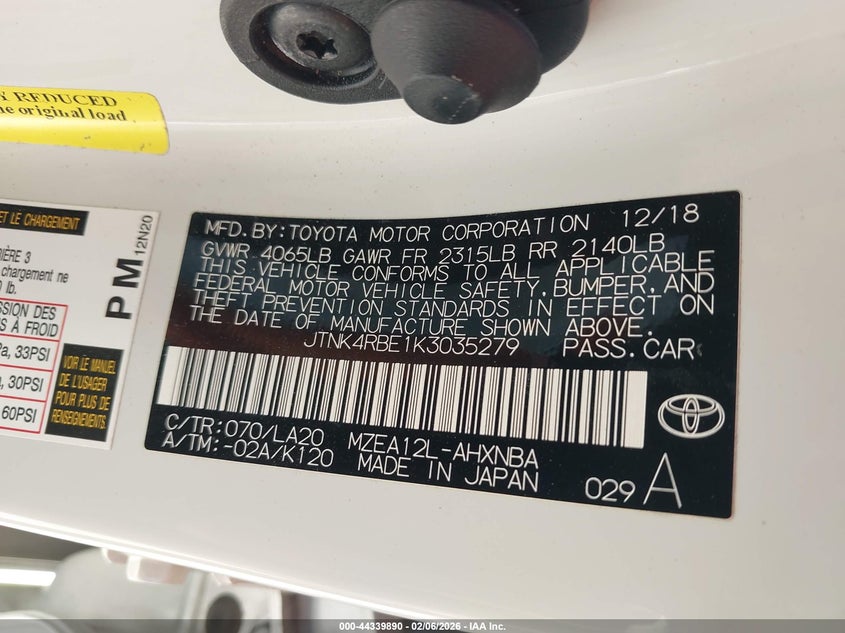 Y REDUCED
he original load
ET LE CHARGEMENT
RIÈRE 3
chargement ne
lb.
SSION DES
S À FROID
a, 33PSI
a, 30PSI
60PSI
VOIR LE MANUEL
DE L'USAGER
POUR PLUS DE
RENSEIGNEMENTS
PM
12N20
MFD. BY: TOYOTA MOTOR CORPORATION 12/18
GVWR 4065LB GAWR FR 2315LB RR 2140LB
THIS VEHICLE CONFORMS TO ALL APPLICABLE
FEDERAL MOTOR VEHICLE SAFETY, BUMPER, AND
THEFT PREVENTION STANDARDS IN EFFECT ON
THE DATE OF MANUFACTURE SHOWN ABOVE.
JTNK4RBE1K3035279 PASS. CAR
C/TR: 070/LA20 MZEA12L-AHXNBA
A/TM: -02A/K120 MADE IN JAPAN
029 A
000-44339890 - 02/06/2026 - IAA Inc.